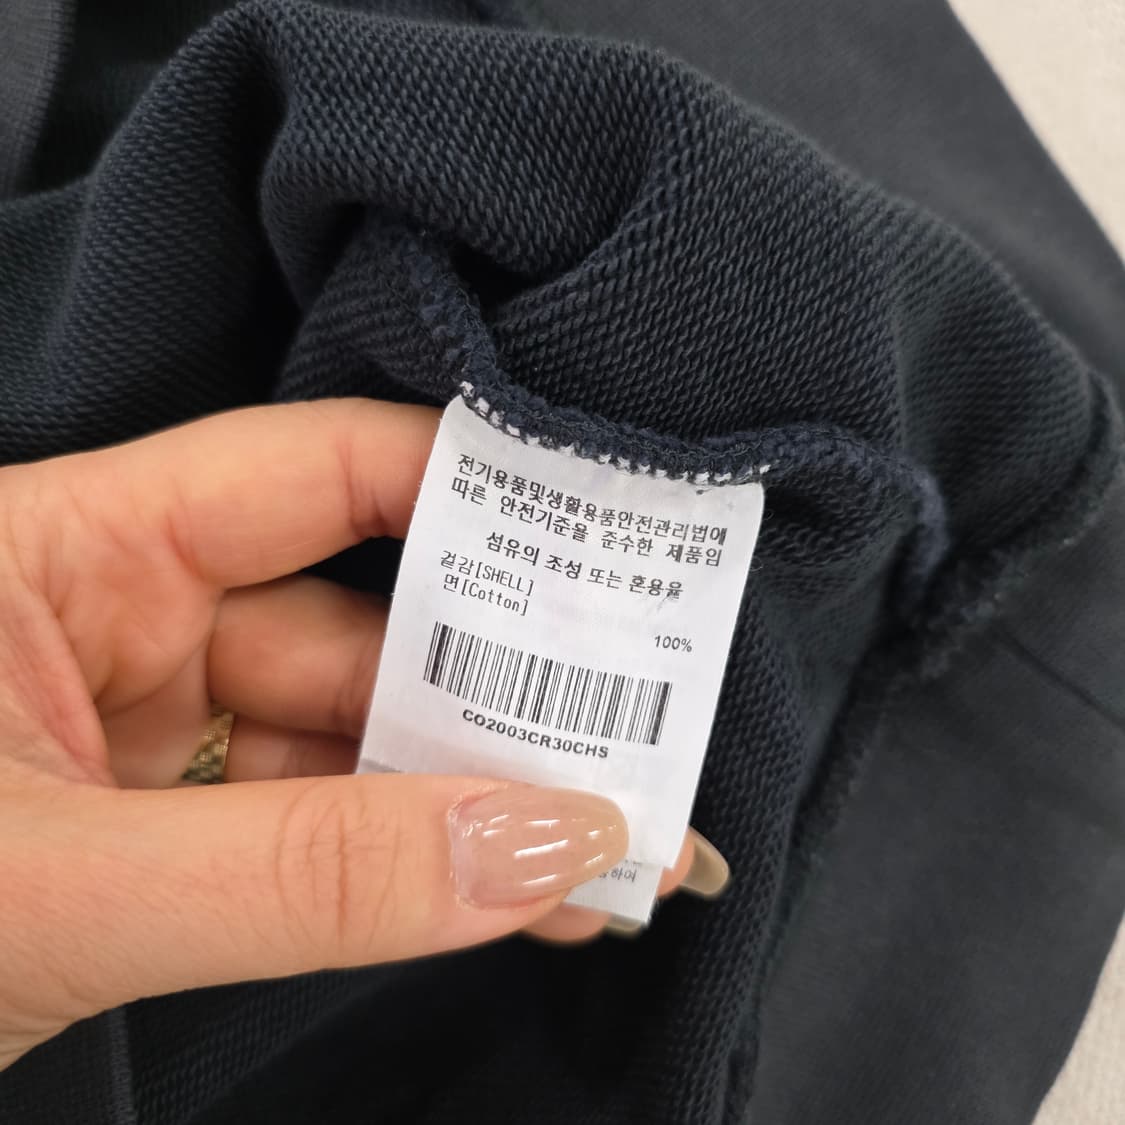 전기용품및생활용품안전관리법에
따른 안전기준을 준수한 제품임
섬유의 조성 또는 혼용율
겉감[SHELL]
면[Cotton]
100%
CO2003CR30CHS
하여